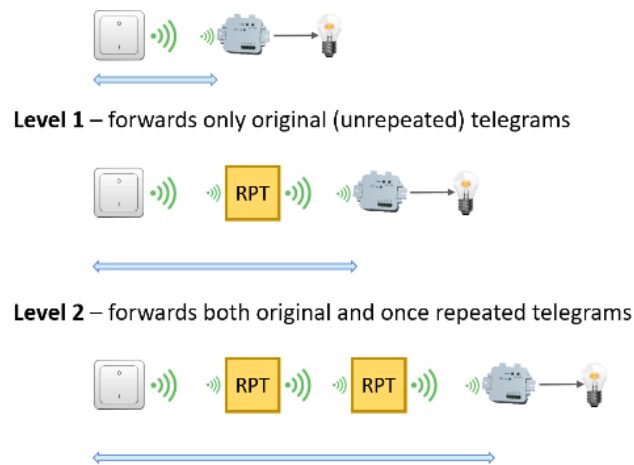 Level 1 – forwards only original (unrepeated) telegrams
RPT
Level 2 – forwards both original and once repeated telegrams
RPT RPT